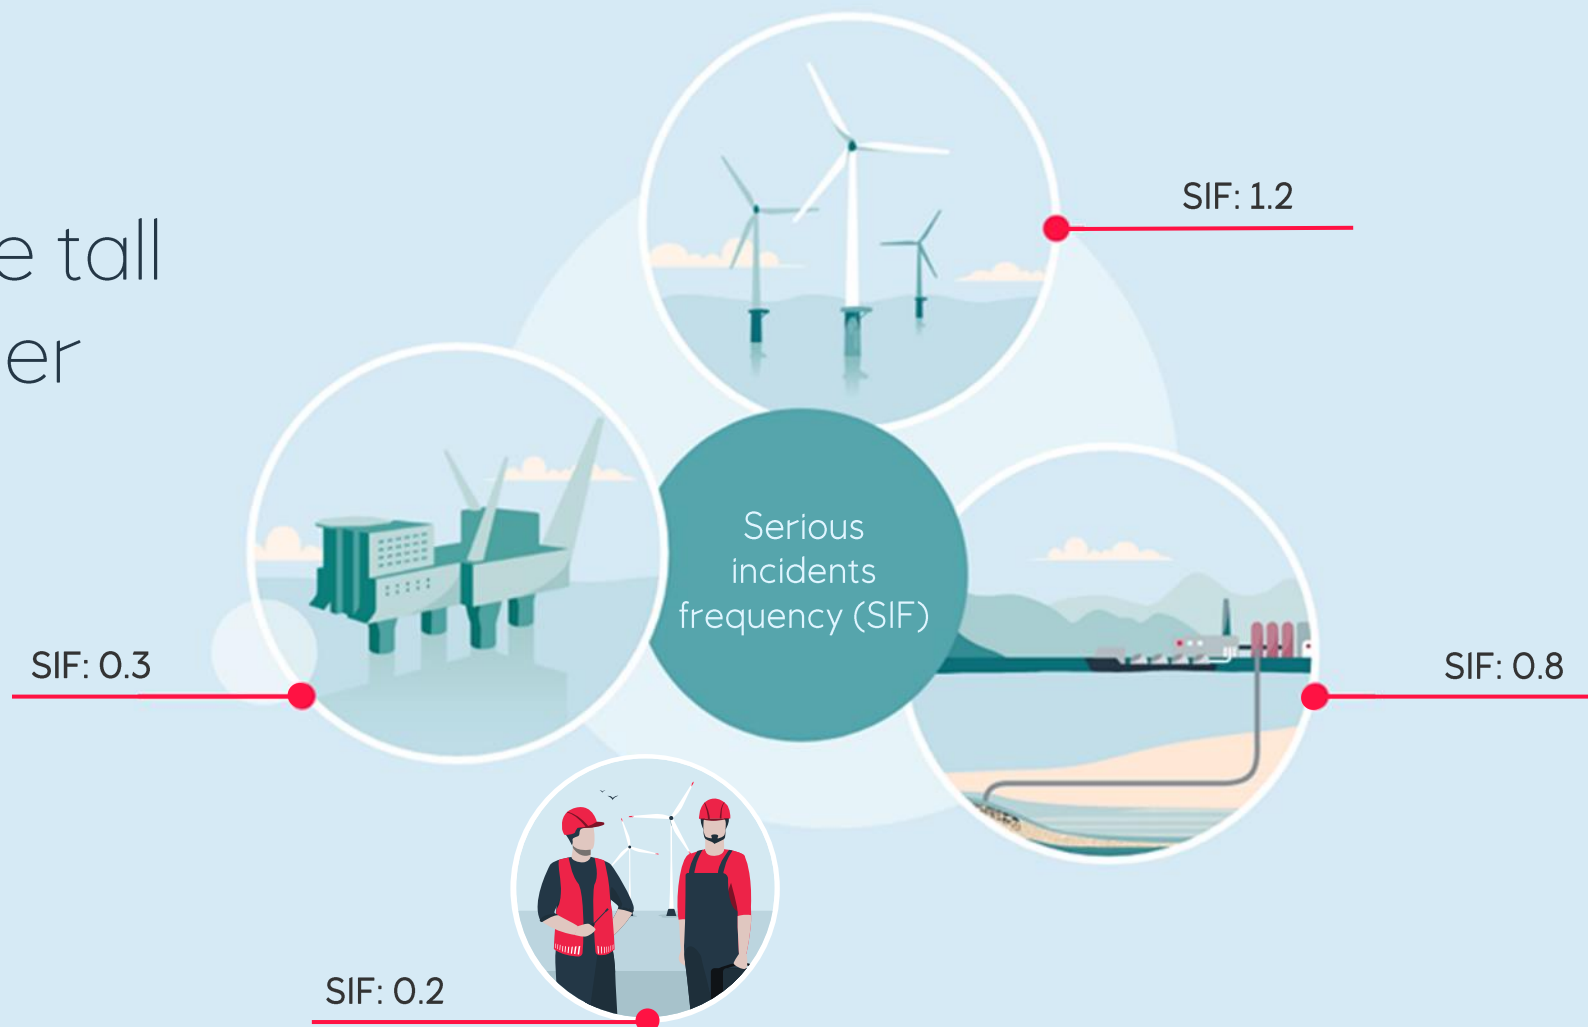 e tall
er
SIF: 1.2
Serious
incidents
frequency (SIF)
SIF: 0.3
SIF: 0.8
SIF: 0.2